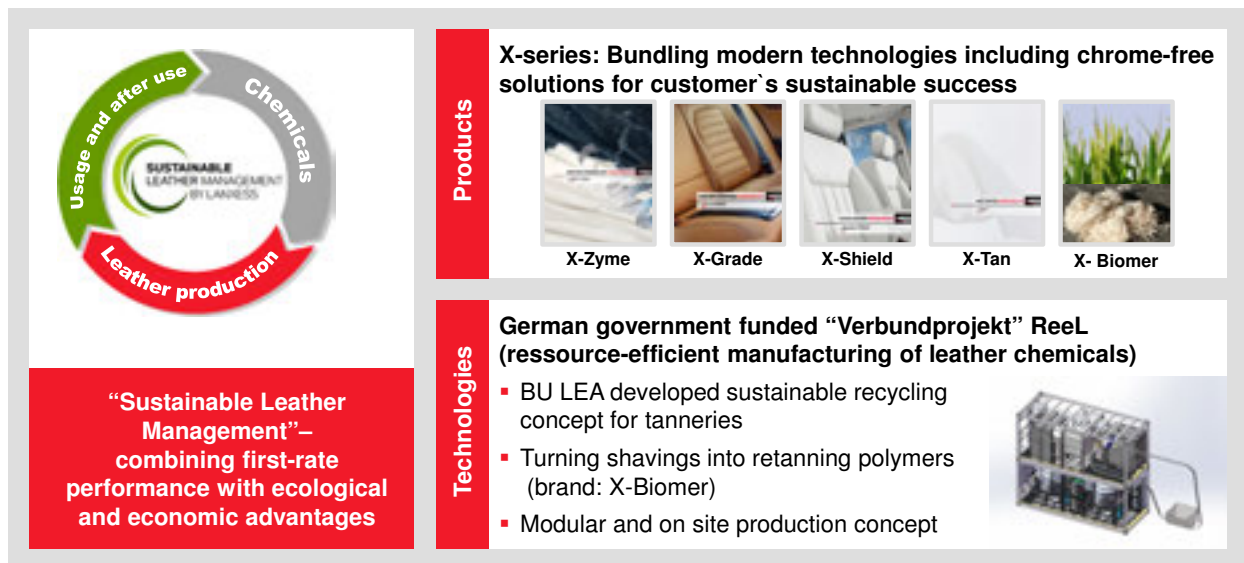 Usage and after use
Chemicals
Leather production
SUSTAINABLE
LEATHER MANAGEMENT
BY LANXESS
“Sustainable Leather
Management”–
combining first-rate
performance with ecological
and economic advantages
Products
X-series: Bundling modern technologies including chrome-free
solutions for customer`s sustainable success
X-Zyme
X-Grade
X-Shield
X-Tan
X- Biomer
Technologies
German government funded “Verbundprojekt” ReeL
(ressource-efficient manufacturing of leather chemicals)
▪ BU LEA developed sustainable recycling
concept for tanneries
▪ Turning shavings into retanning polymers
(brand: X-Biomer)
▪ Modular and on site production concept